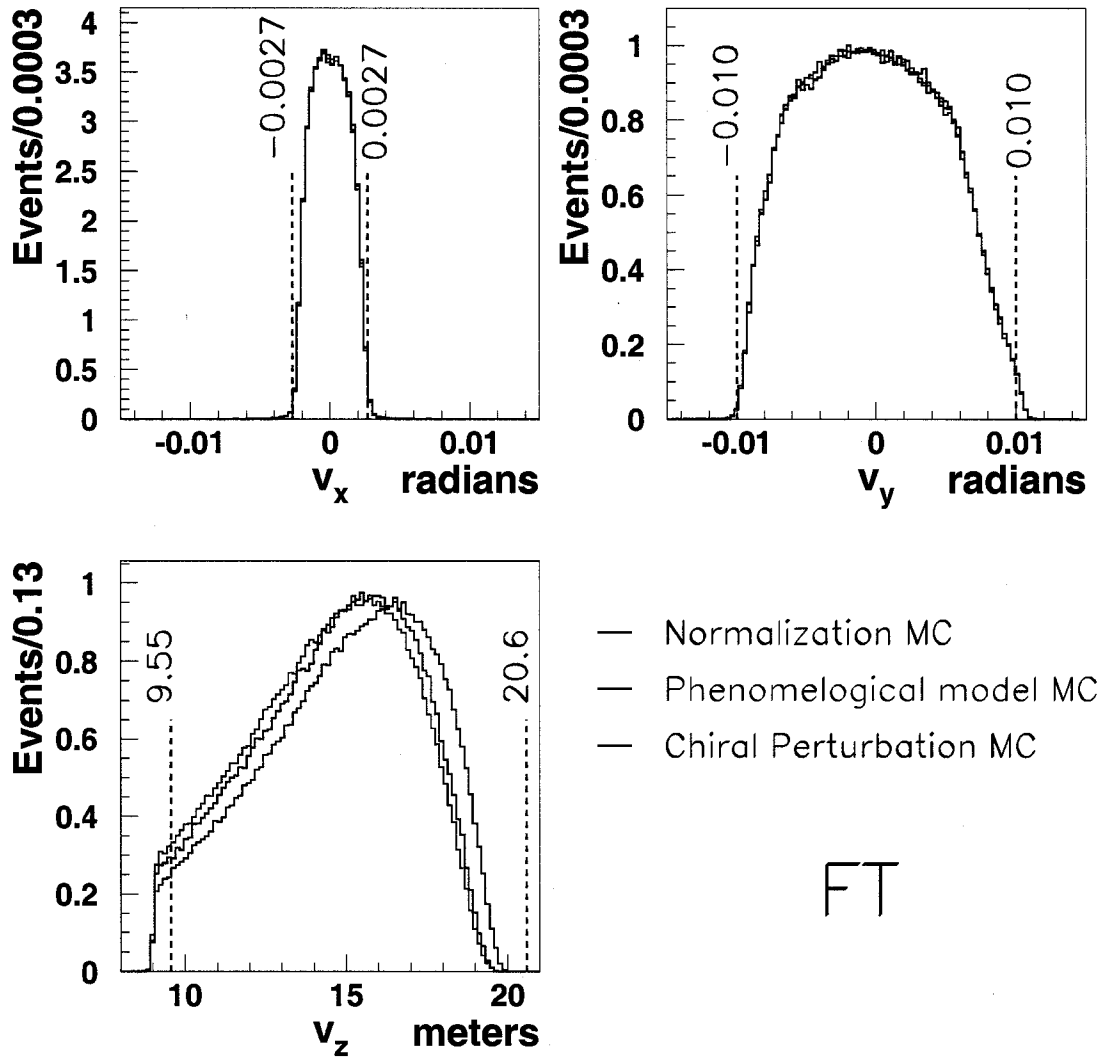 Events/0.0003
4
3.5
3
2.5
2
1.5
1
0.5
0
−0.0027
0.0027
-0.01 0 0.01
vx radians
Events/0.0003
1
0.8
0.6
0.4
0.2
0
−0.010
0.010
-0.01 0 0.01
vy radians
Events/0.13
1
0.8
0.6
0.4
0.2
0
9.55
20.6
10 15 20
vz meters
Normalization MC
Phenomelogical model MC
Chiral Perturbation MC
FT